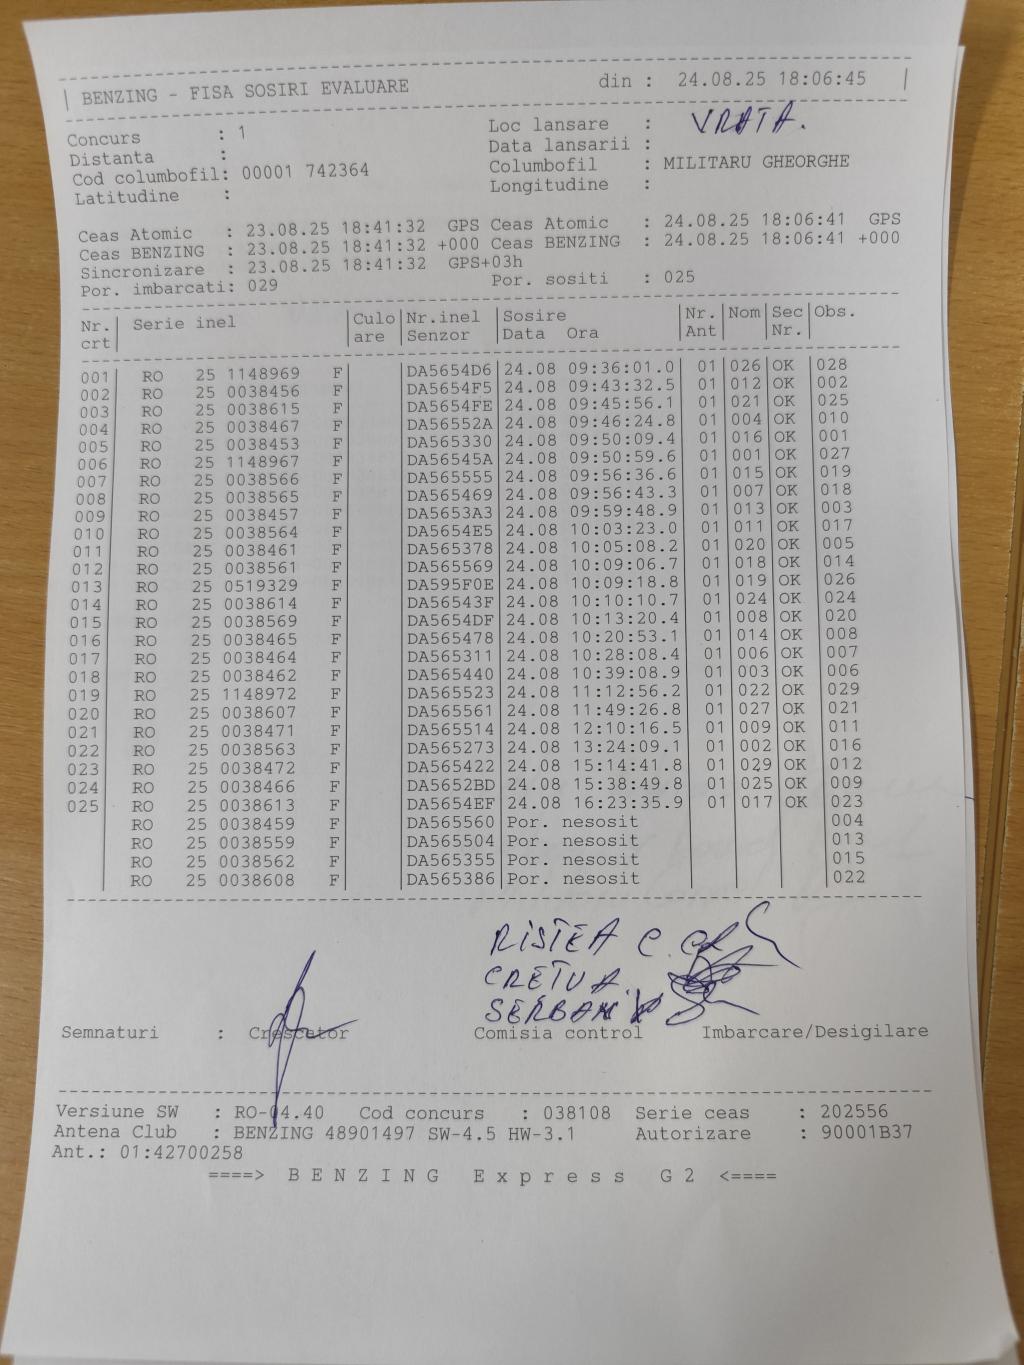 BENZING - FISA SOSIRI EVALUARE din : 24.08.25 18:06:45
Concurs : 1 Loc lansare : VRATA.
Distanta : Data lansarii :
Cod columbofil: 00001 742364 Columbofil : MILITARU GHEORGHE
Latitudine : Longitudine :
Ceas Atomic : 23.08.25 18:41:32 GPS Ceas Atomic : 24.08.25 18:06:41 GPS
Ceas BENZING : 23.08.25 18:41:32 +000 Ceas BENZING : 24.08.25 18:06:41 +000
Sincronizare : 23.08.25 18:41:32 GPS+03h
Por. imbarcati: 029 Por. sositi : 025
Nr. | Serie inel | Culo | Nr.inel | Sosire | Nr. | Nom | Sec | Obs.
crt | are | Senzor | Data Ora | Ant | Nr.
001 | RO 25 1148969 F | DA5654D6 | 24.08 09:36:01.0 | 01 | 026 | OK | 028
002 | RO 25 0038456 F | DA5654F5 | 24.08 09:43:32.5 | 01 | 012 | OK | 002
003 | RO 25 0038615 F | DA5654FE | 24.08 09:45:56.1 | 01 | 021 | OK | 025
004 | RO 25 0038467 F | DA56552A | 24.08 09:46:24.8 | 01 | 004 | OK | 010
005 | RO 25 0038453 F | DA565330 | 24.08 09:50:09.4 | 01 | 016 | OK | 001
006 | RO 25 1148967 F | DA56545A | 24.08 09:50:59.6 | 01 | 001 | OK | 027
007 | RO 25 0038566 F | DA565555 | 24.08 09:56:36.6 | 01 | 015 | OK | 019
008 | RO 25 0038565 F | DA565469 | 24.08 09:56:43.3 | 01 | 007 | OK | 018
009 | RO 25 0038457 F | DA5653A3 | 24.08 09:59:48.9 | 01 | 013 | OK | 003
010 | RO 25 0038564 F | DA5654E5 | 24.08 10:03:23.0 | 01 | 011 | OK | 017
011 | RO 25 0038461 F | DA565378 | 24.08 10:05:08.2 | 01 | 020 | OK | 005
012 | RO 25 0038561 F | DA565569 | 24.08 10:09:06.7 | 01 | 018 | OK | 014
013 | RO 25 0519329 F | DA595F0E | 24.08 10:09:18.8 | 01 | 019 | OK | 026
014 | RO 25 0038614 F | DA56543F | 24.08 10:10:10.7 | 01 | 024 | OK | 024
015 | RO 25 0038569 F | DA5654DF | 24.08 10:13:20.4 | 01 | 008 | OK | 020
016 | RO 25 0038465 F | DA565478 | 24.08 10:20:53.1 | 01 | 014 | OK | 008
017 | RO 25 0038464 F | DA565311 | 24.08 10:28:08.4 | 01 | 006 | OK | 007
018 | RO 25 0038462 F | DA565440 | 24.08 10:39:08.9 | 01 | 003 | OK | 006
019 | RO 25 1148972 F | DA565523 | 24.08 11:12:56.2 | 01 | 022 | OK | 029
020 | RO 25 0038607 F | DA565561 | 24.08 11:49:26.8 | 01 | 027 | OK | 021
021 | RO 25 0038471 F | DA565514 | 24.08 12:10:16.5 | 01 | 009 | OK | 011
022 | RO 25 0038563 F | DA565273 | 24.08 13:24:09.1 | 01 | 002 | OK | 016
023 | RO 25 0038472 F | DA565422 | 24.08 15:14:41.8 | 01 | 029 | OK | 012
024 | RO 25 0038466 F | DA5652BD | 24.08 15:38:49.8 | 01 | 025 | OK | 009
025 | RO 25 0038613 F | DA5654EF | 24.08 16:23:35.9 | 01 | 017 | OK | 023
RO 25 0038459 F | DA565560 | Por. nesosit | 004
RO 25 0038559 F | DA565504 | Por. nesosit | 013
RO 25 0038562 F | DA565355 | Por. nesosit | 015
RO 25 0038608 F | DA565386 | Por. nesosit | 022
RISTEA C.
CRETU A.
SERBAN
Semnaturi : Crescator Comisia control Imbarcare/Desigilare
Versiune SW : RO-04.40 Cod concurs : 038108 Serie ceas : 202556
Antena Club : BENZING 48901497 SW-4.5 HW-3.1 Autorizare : 90001B37
Ant.: 01:42700258
====> B E N Z I N G E x p r e s s G 2 <====